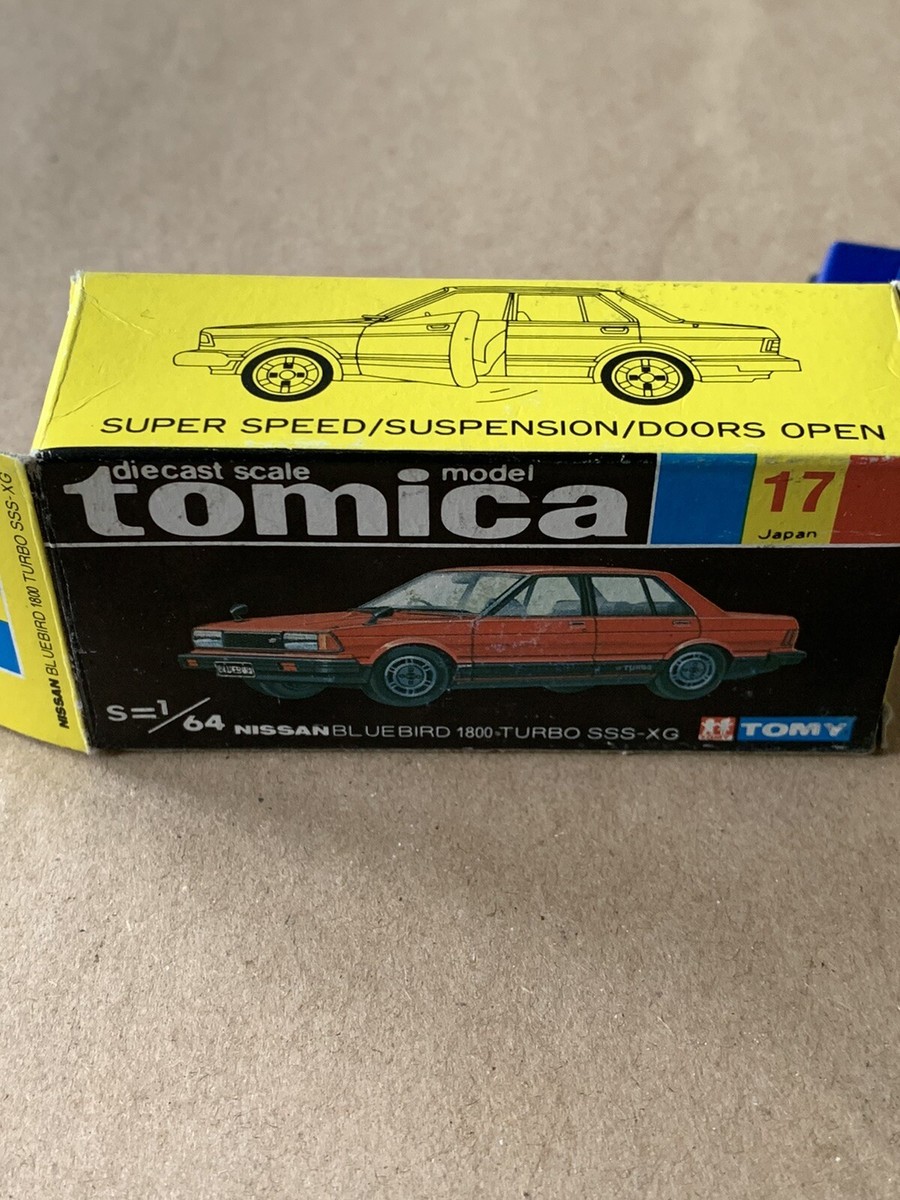 SUPER SPEED/SUSPENSION/DOORS OPEN
diecast scale model
tomica
17
Japan
S=1/64 NISSAN BLUEBIRD 1800 TURBO SSS-XG
TOMY
NISSAN BLUEBIRD 1800 TURBO SSS-XG
TURBO